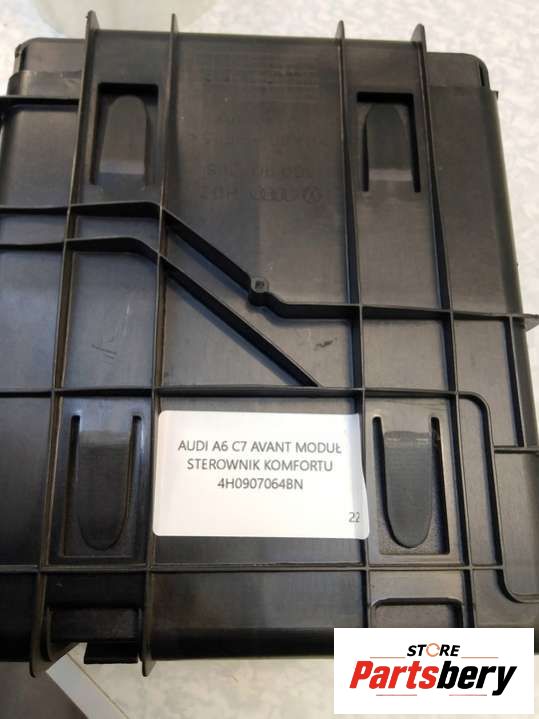 AUDI A6 C7 AVANT MODUŁ
STEROWNIK KOMFORTU
4H0907064BN
22
STORE
Partsbery